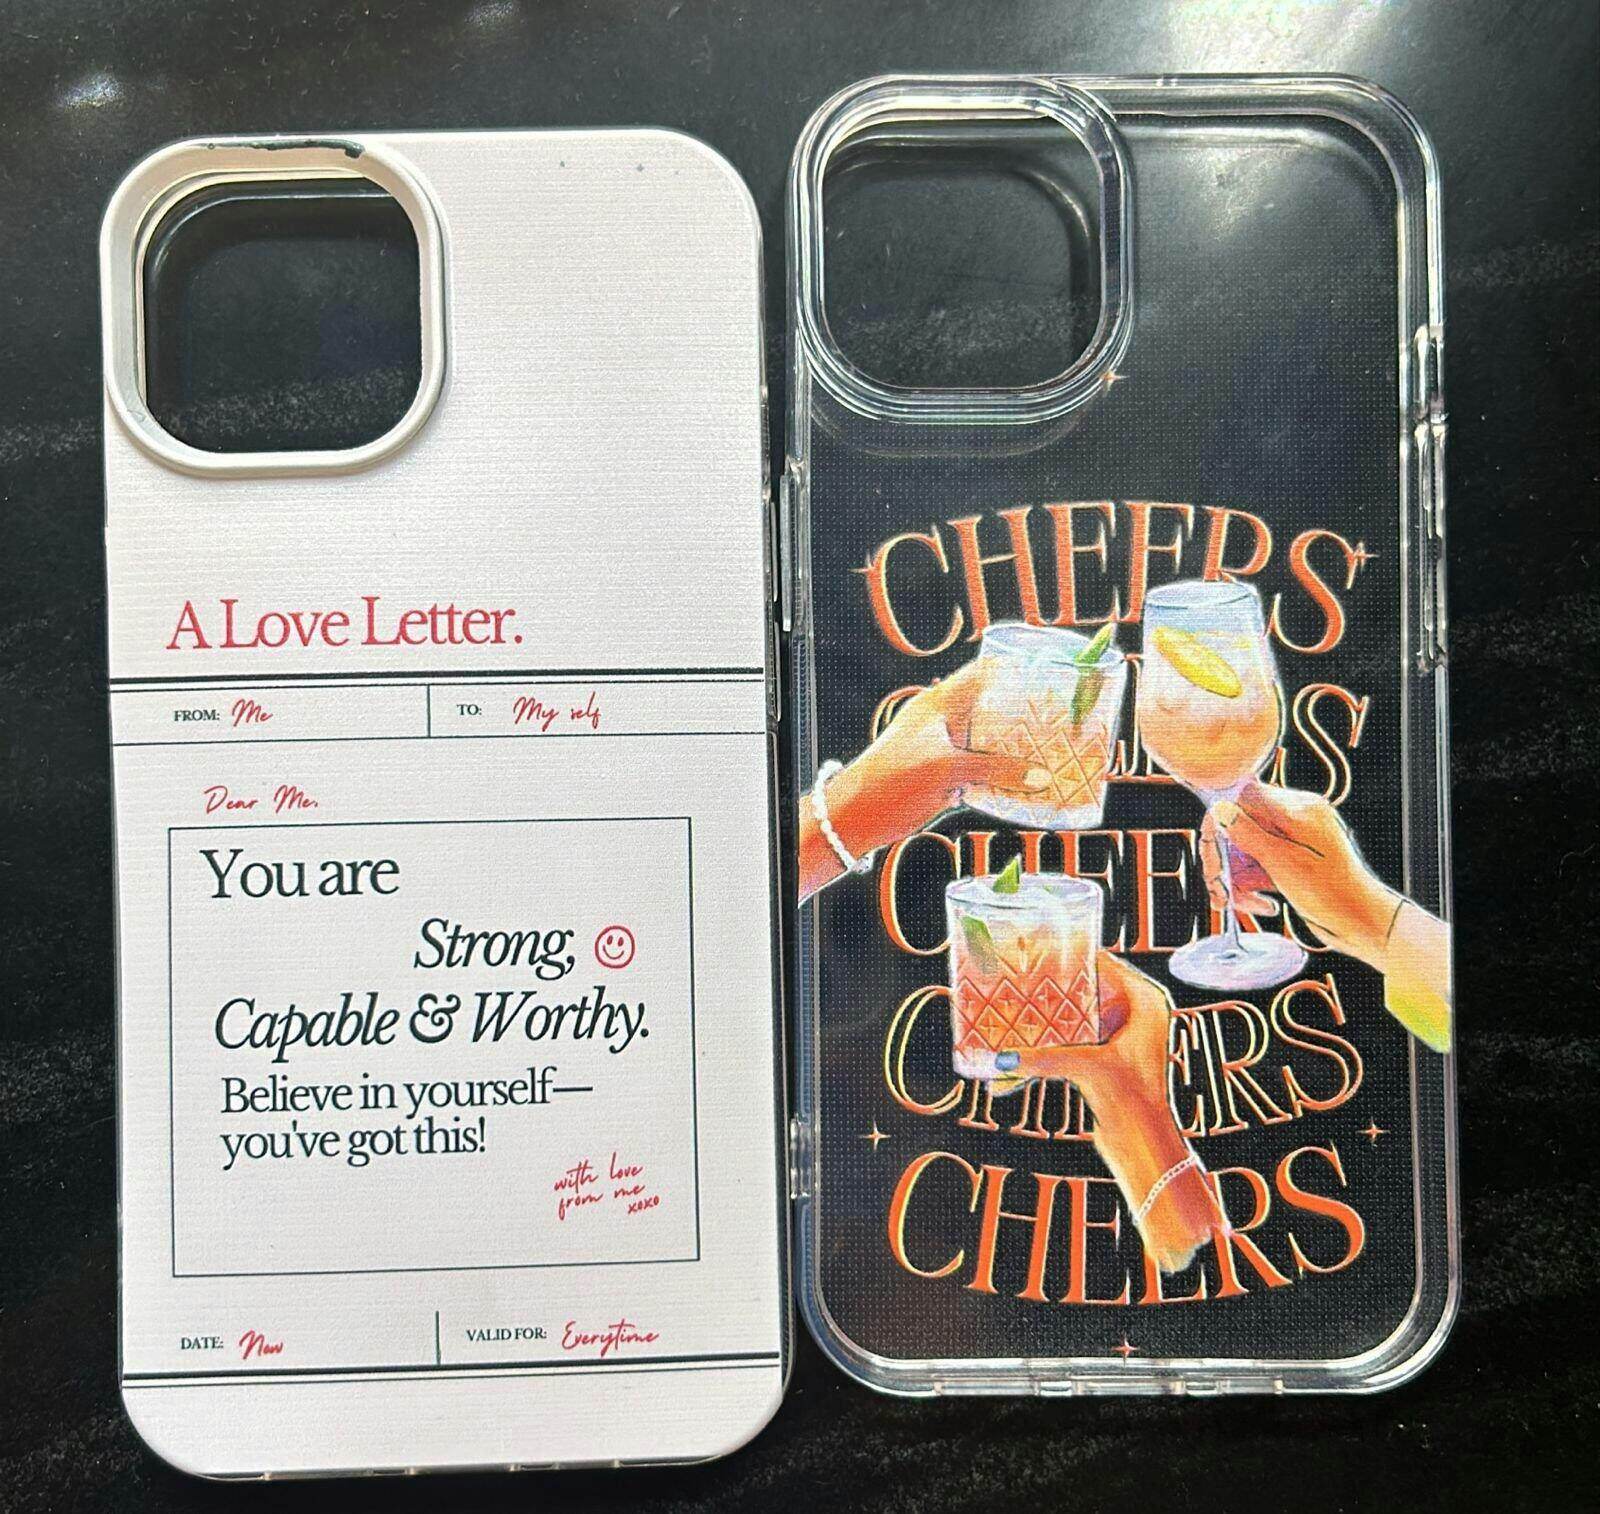 A Love Letter.
FROM: Me
TO: My self
Dear Me,
You are
Strong,
Capable & Worthy.
Believe in yourself—
you've got this!
with love
from me
xoxo
DATE: Now
VALID FOR: Everytime
CHEERS
CHEERS
CHEERS
CHEERS
CHEERS